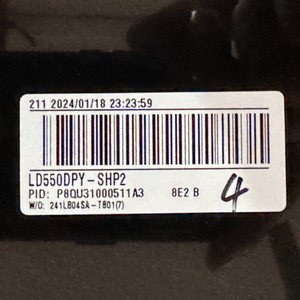 211 2024/01/18 23:23:59
LD550DPY-SHP2
PID: P8QU31000511A3 8E2 B 4
W/O: 241LB04SA-TB01(7)